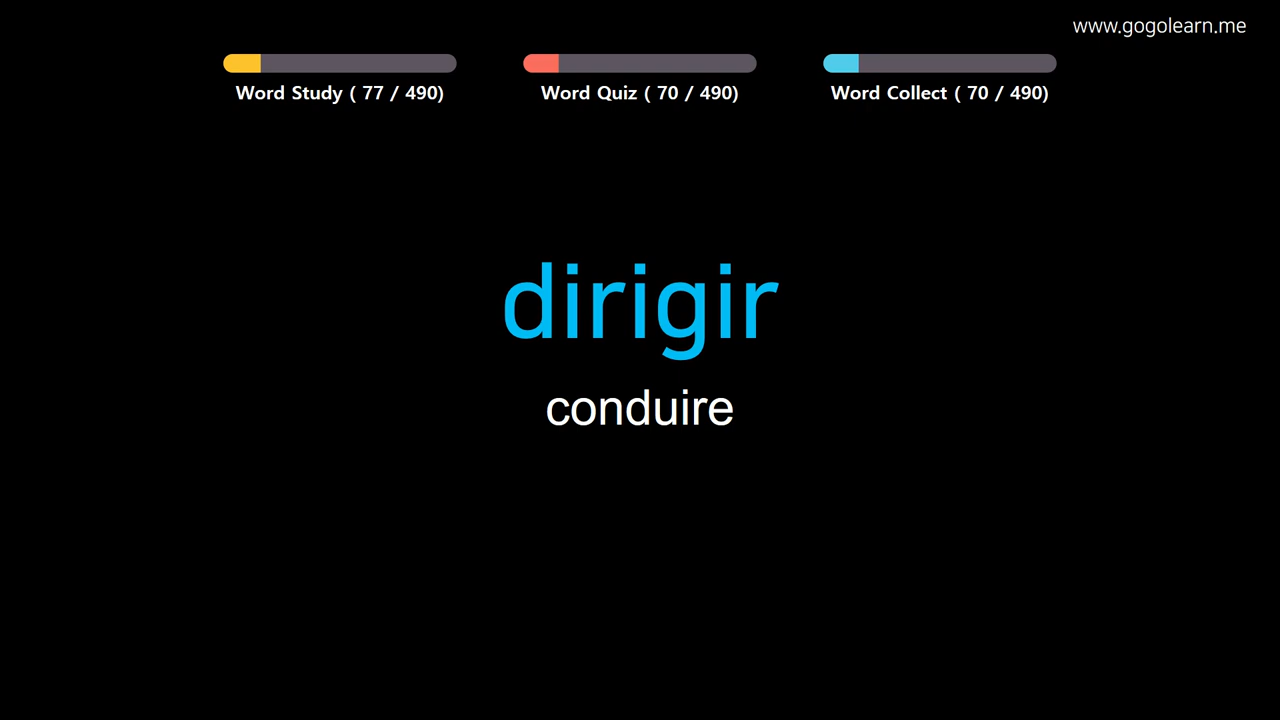 www.gogolearn.me
Word Study ( 77 / 490)
Word Quiz ( 70 / 490)
Word Collect ( 70 / 490)
dirigir
conduire